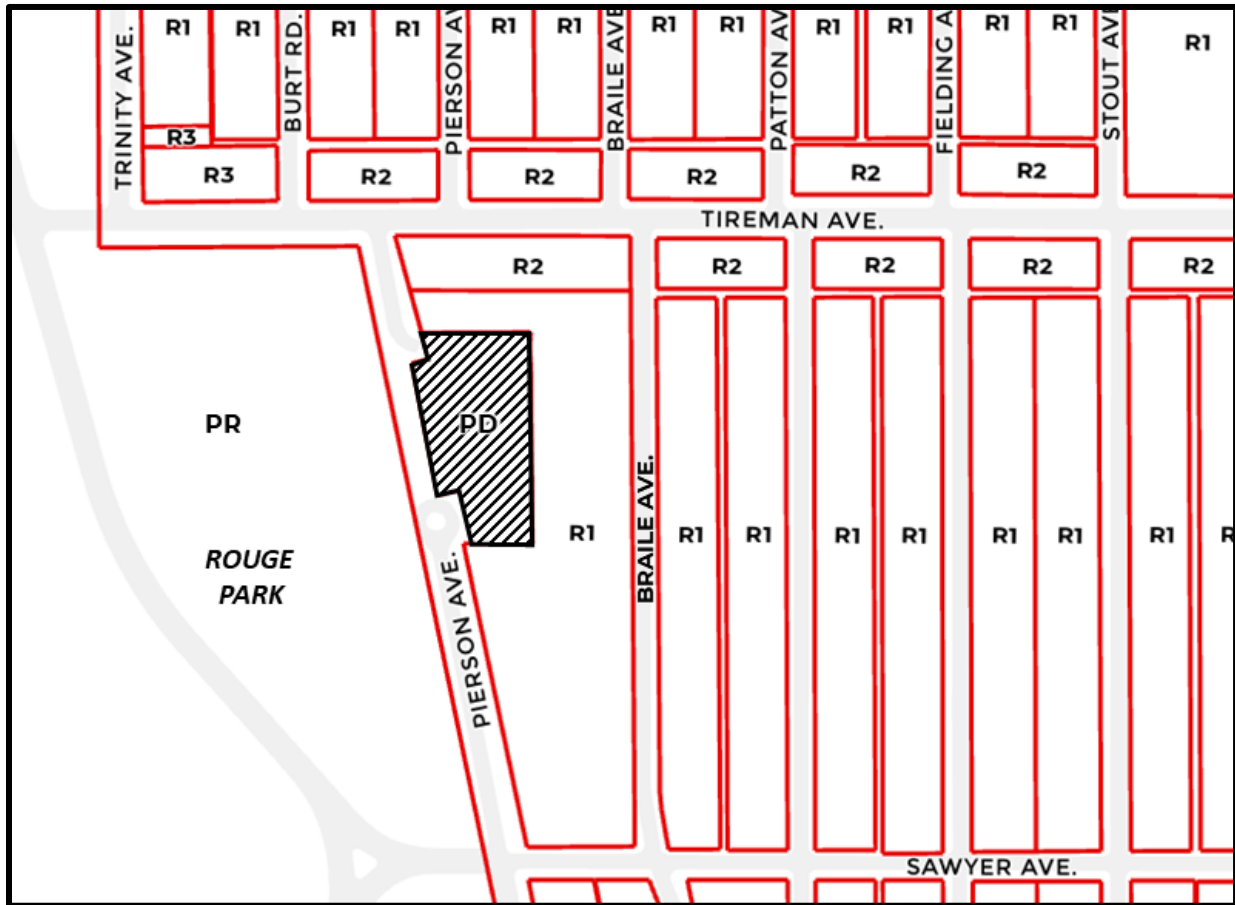 TRINITY AVE.
R1
R1
BURT RD.
R1
R1
PIERSON AV
R1
R1
BRAILE AVE
R1
R1
PATTON AV
R1
R1
FIELDING A
R1
R1
STOUT AVE
R1
R3
R3
R2
R2
R2
R2
R2
TIREMAN AVE.
R2
R2
R2
R2
R2
PR
PD
ROUGE
PARK
PIERSON AVE.
R1
BRAILE AVE.
R1
R1
R1
R1
R1
R1
R1
R
SAWYER AVE.